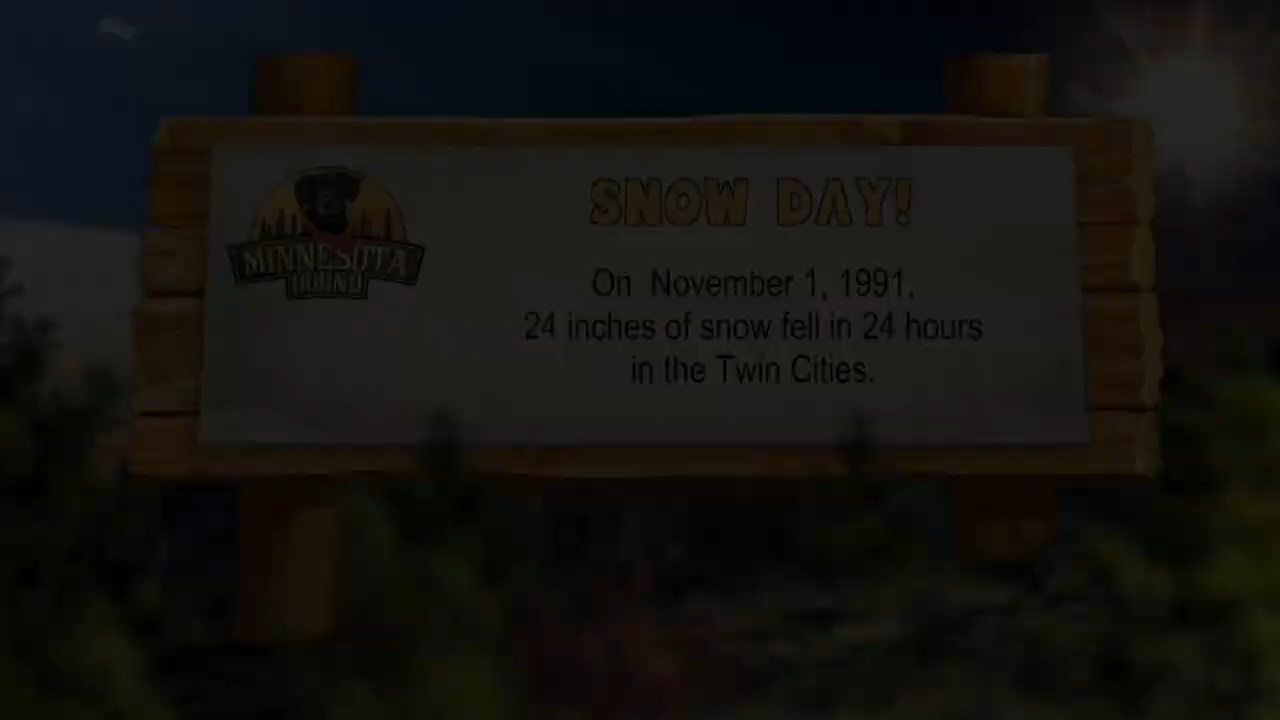 SNOW DAY!
MINNESOTA
BOUND
On November 1, 1991,
24 inches of snow fell in 24 hours
in the Twin Cities.